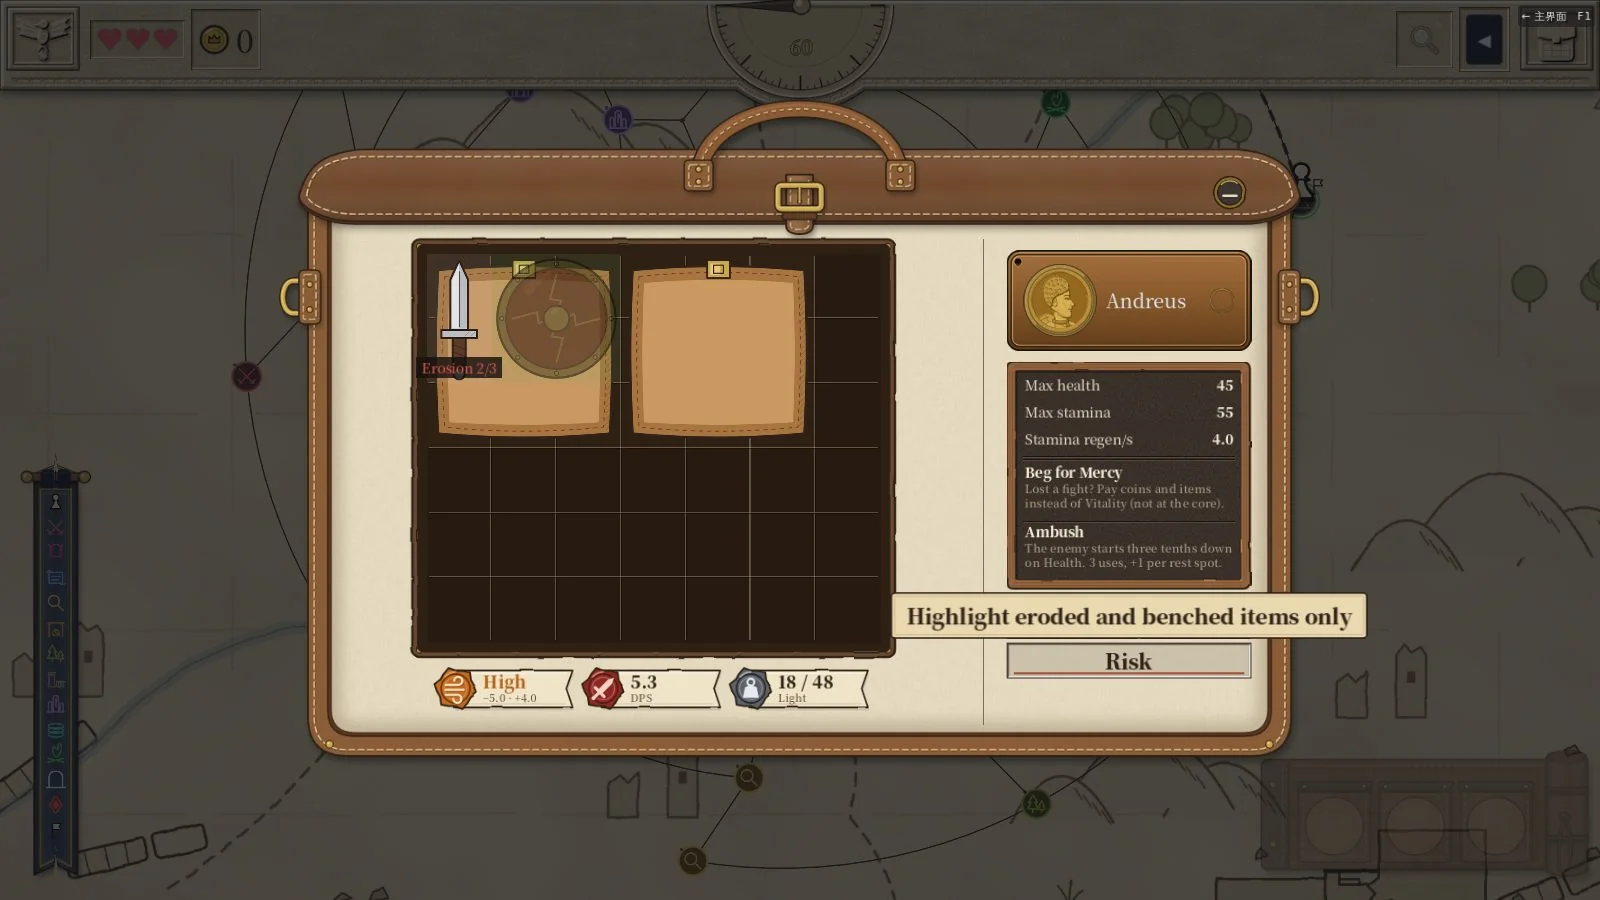 0
60
← 主界面 F1
Andreus
Erosion 2/3
Max health 45
Max stamina 55
Stamina regen/s 4.0
Beg for Mercy
Lost a fight? Pay coins and items
instead of Vitality (not at the core).
Ambush
The enemy starts three tenths down
on Health. 3 uses, +1 per rest spot.
Highlight eroded and benched items only
Risk
High
−5.0 · +4.0
5.3
DPS
18 / 48
Light